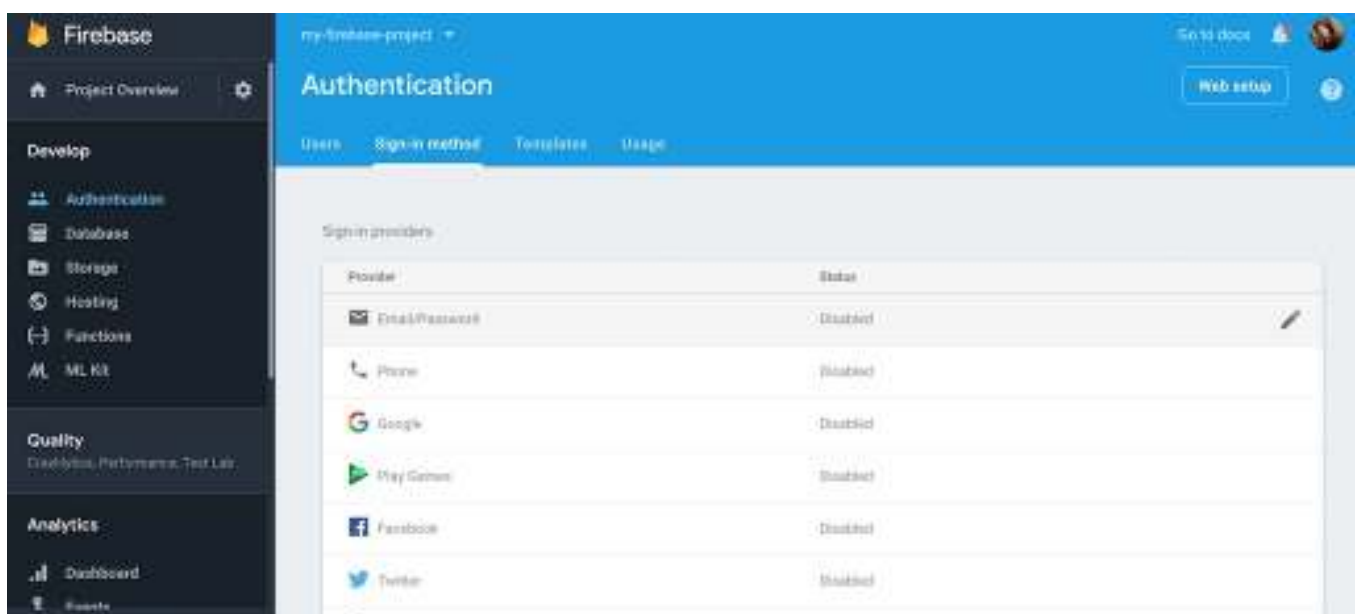 Firebase
my-firebase-project
Go to docs
Project Overview
Authentication
Web setup
Develop
Users Sign-in method Templates Usage
Authentication
Database
Storage
Hosting
Functions
ML Kit
Sign-in providers
Provider Status
Email/Password Disabled
Phone Disabled
Google Disabled
Play Games Disabled
Facebook Disabled
Twitter Disabled
Quality
Crashlytics, Performance, Test Lab
Analytics
Dashboard
Events